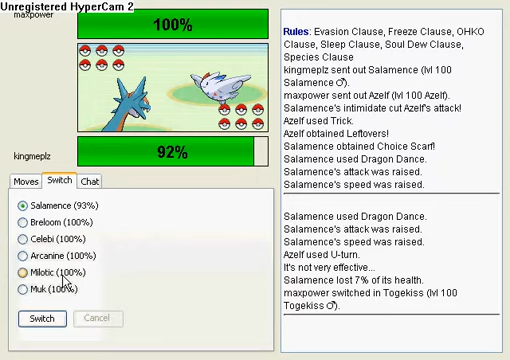 Unregistered HyperCam 2
maxpower
100%
kingmeplz
92%
Moves
Switch
Chat
Salamence (93%)
Breloom (100%)
Celebi (100%)
Arcanine (100%)
Milotic (100%)
Muk (100%)
Switch
Cancel
Rules: Evasion Clause, Freeze Clause, OHKO
Clause, Sleep Clause, Soul Dew Clause,
Species Clause
kingmeplz sent out Salamence (lvl 100
Salamence ♂).
maxpower sent out Azelf (lvl 100 Azelf).
Salamence's intimidate cut Azelf's attack!
Azelf used Trick.
Azelf obtained Leftovers!
Salamence obtained Choice Scarf!
Salamence used Dragon Dance.
Salamence's attack was raised.
Salamence's speed was raised.
Salamence used Dragon Dance.
Salamence's attack was raised.
Salamence's speed was raised.
Azelf used U-turn.
It's not very effective...
Salamence lost 7% of its health.
maxpower switched in Togekiss (lvl 100
Togekiss ♂).